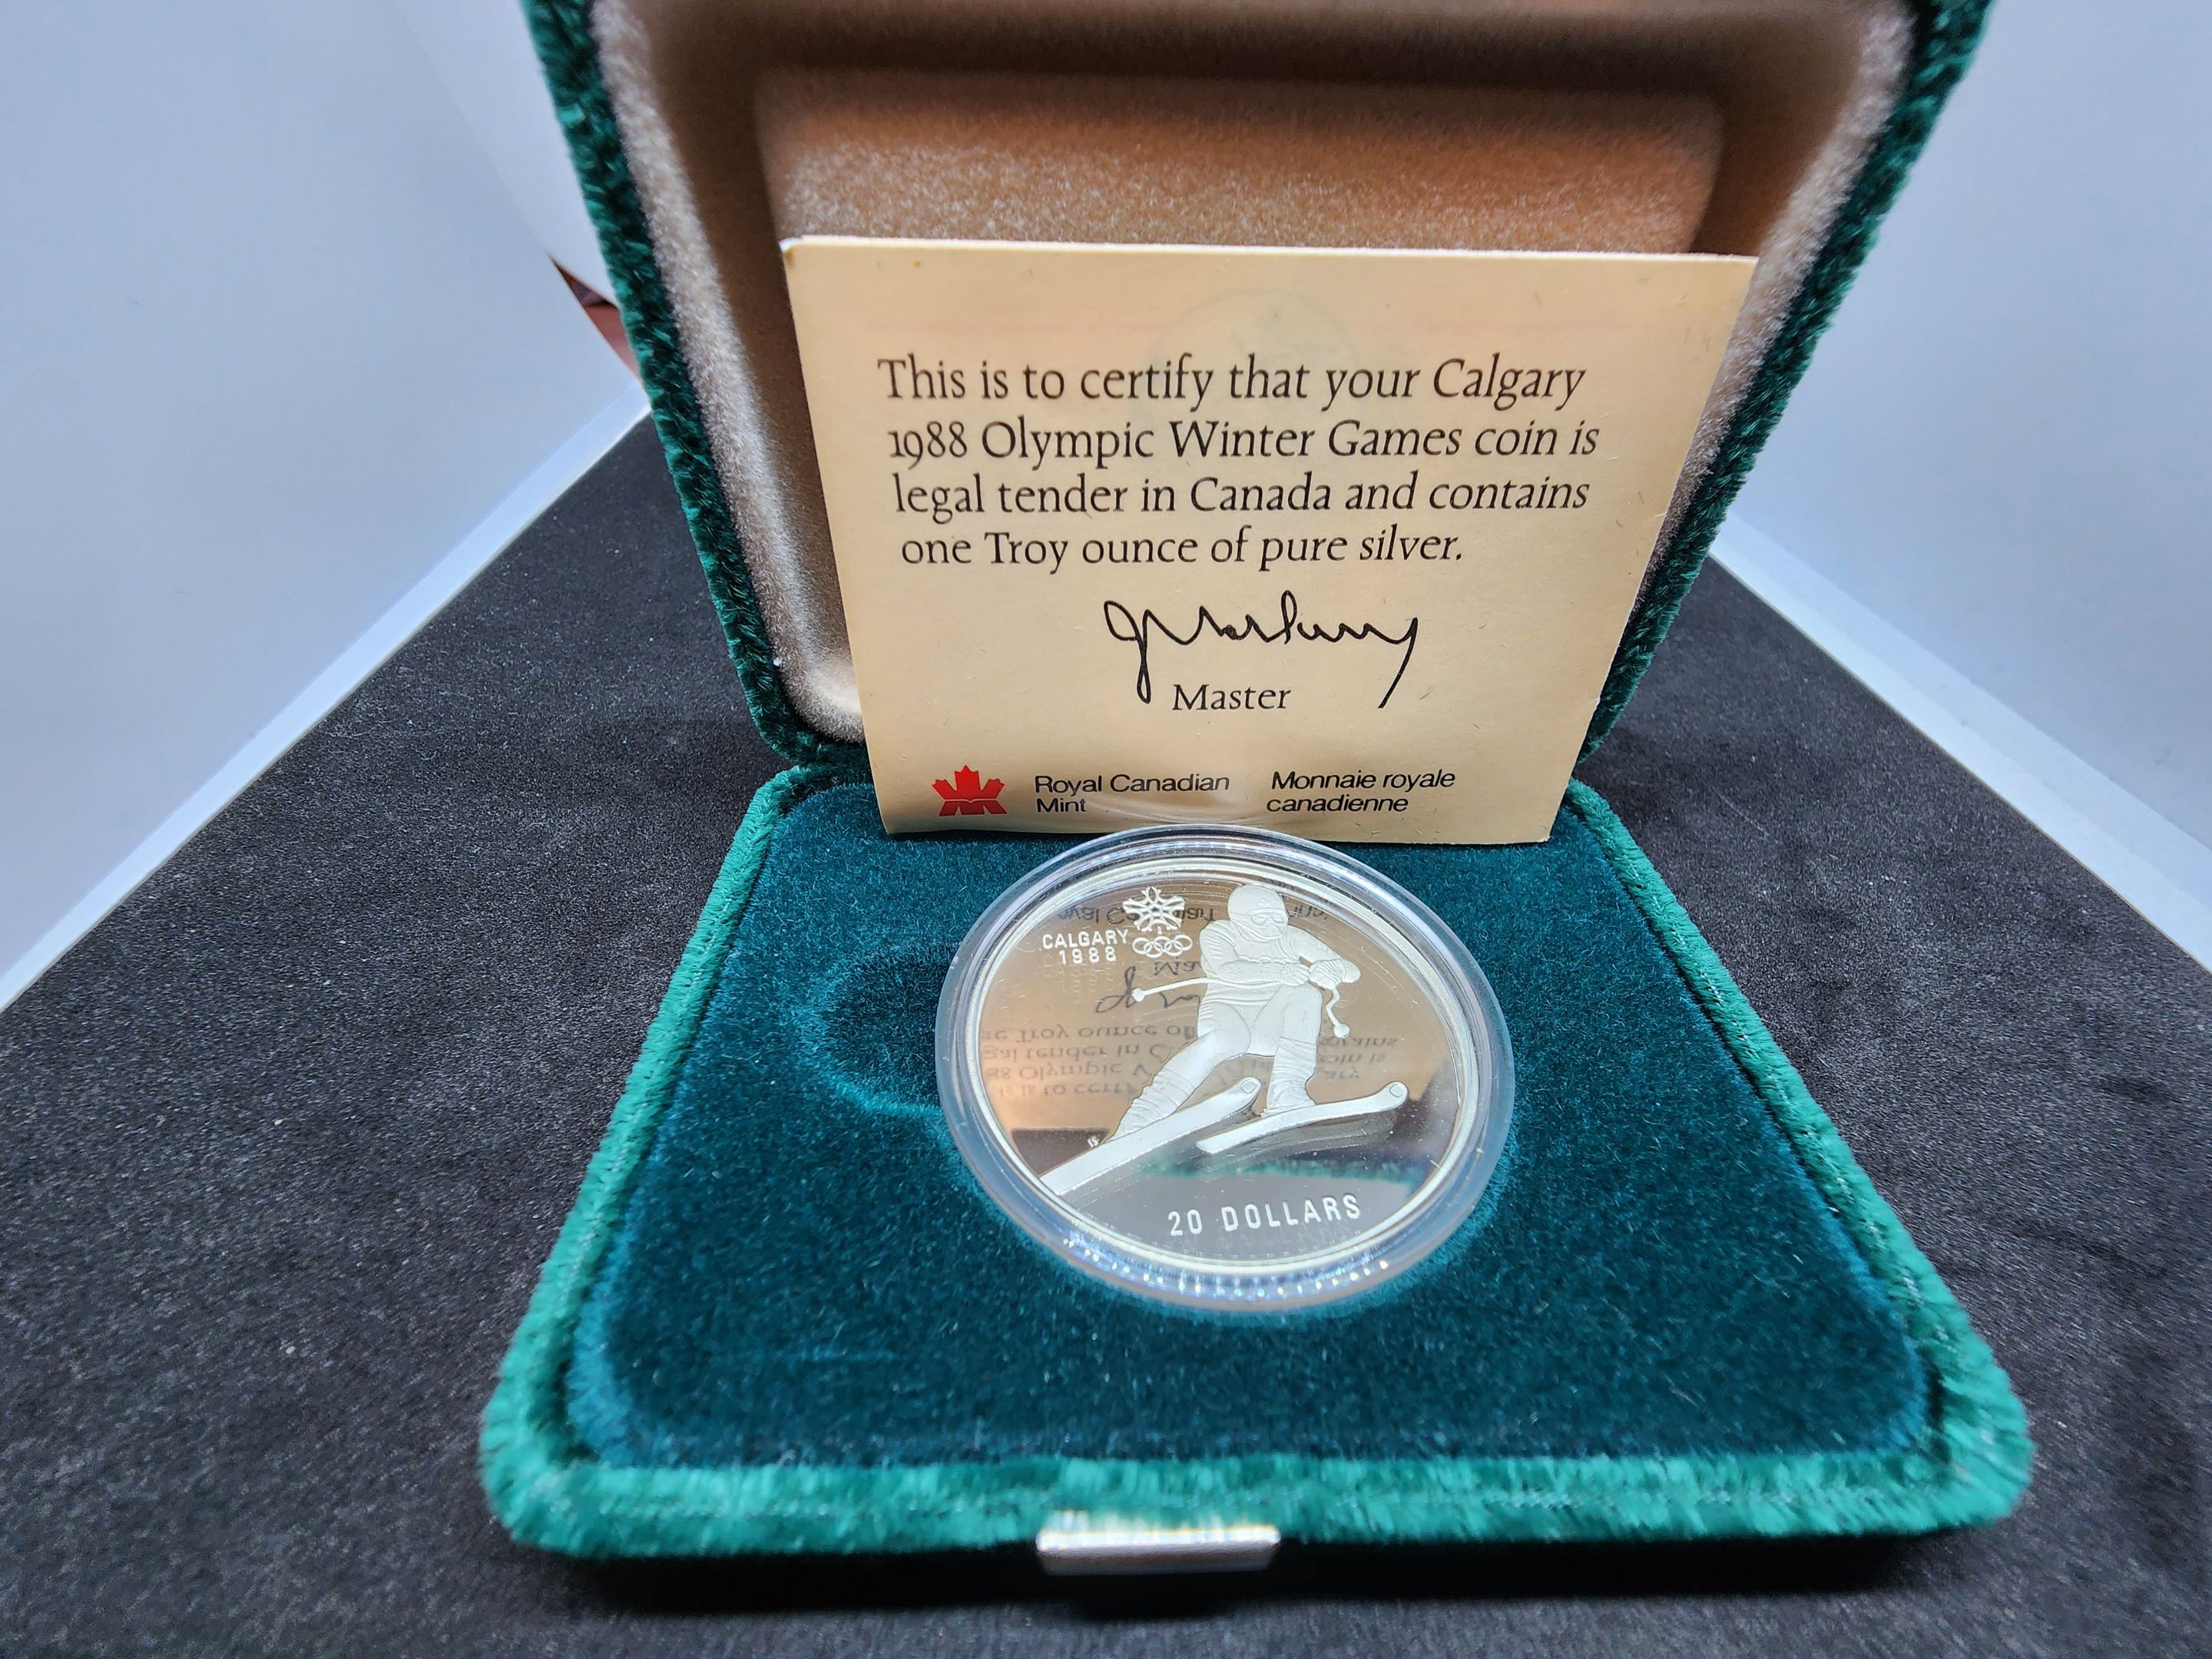 This is to certify that your Calgary
1988 Olympic Winter Games coin is
legal tender in Canada and contains
one Troy ounce of pure silver.
Master
Royal Canadian
Mint
Monnaie royale
canadienne
CALGARY
1988
20 DOLLARS